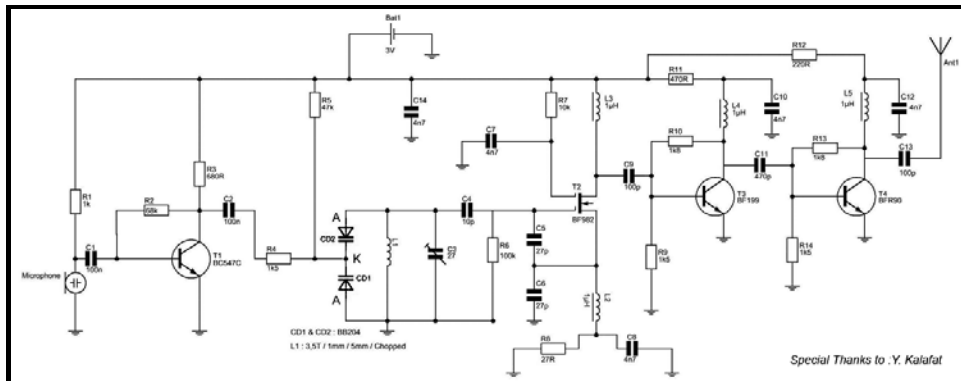 Bat1
3V
R12
220R
Ant1
R11
470R
R5
47k
C14
4n7
R7
10k
L3
1µH
L4
1µH
C10
4n7
L5
1µH
C12
4n7
C7
4n7
R10
1k8
R13
1k8
R3
680R
C9
100p
C11
470p
C13
100p
R1
1k
R2
68k
C2
100n
T2
BF982
T3
BF199
T4
BFR90
A
C4
10p
CD2
L1
C3
27
R6
100k
C5
27p
C1
100n
T1
BC547C
R4
1k5
K
CD1
R9
1k5
R14
1k5
Microphone
A
C6
27p
L2
1µH
CD1 & CD2 : BB204
L1 : 3,5T / 1mm / 5mm / Chopped
27R
C8
4n7
Special Thanks to :Y. Kalafat